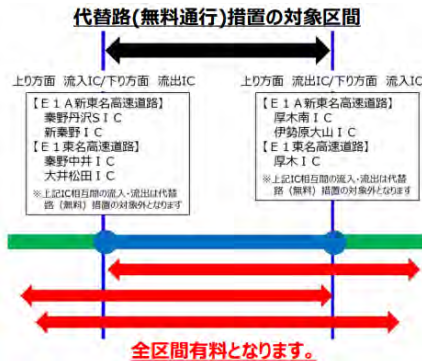 代替路(無料通行)措置の対象区間
上り方面 流入IC/下り方面 流出IC
【E1A新東名高速道路】
秦野丹沢SIC
新秦野IC
【E1東名高速道路】
秦野中井IC
大井松田IC
※上記IC相互間の流入・流出は代替
路（無料）措置の対象外となります
上り方面 流出IC/下り方面 流入IC
【E1A新東名高速道路】
厚木南IC
伊勢原大山IC
【E1東名高速道路】
厚木IC
※上記IC相互間の流入・流出は代替
路（無料）措置の対象外となります
全区間有料となります。